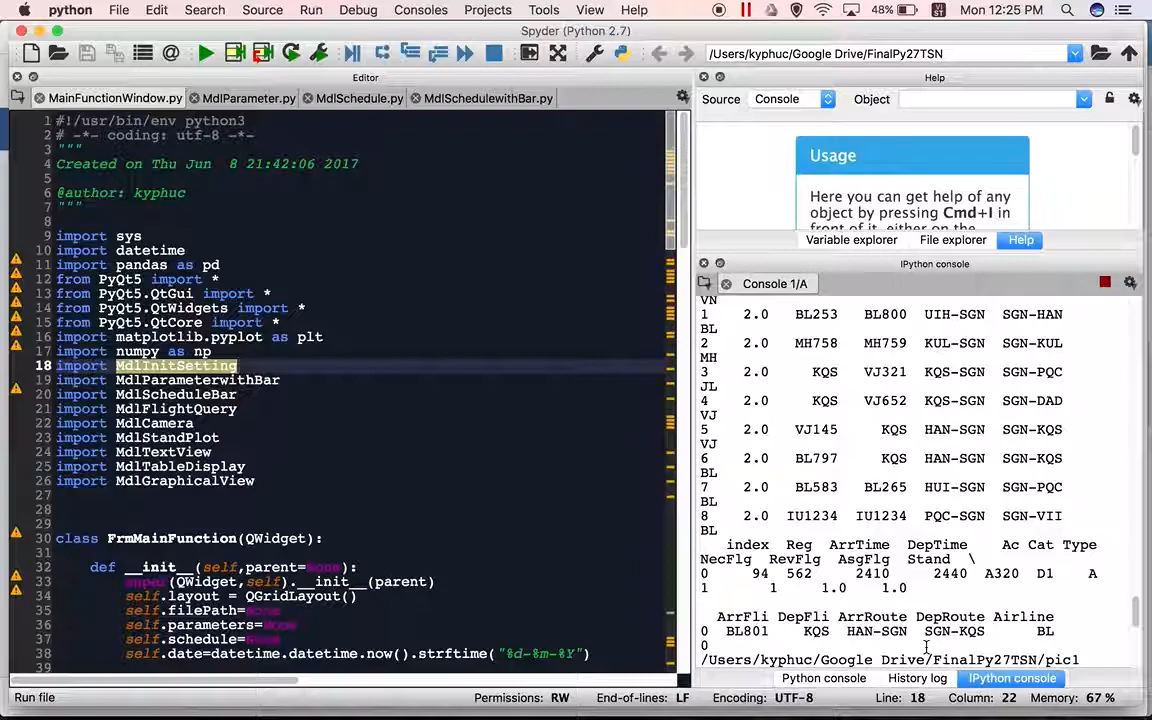 python File Edit Search Source Run Debug Consoles Projects Tools View Help 48% Mon 12:25 PM
Spyder (Python 2.7)
/Users/kyphuc/Google Drive/FinalPy27TSN
Editor
MainFunctionWindow.py MdlParameter.py MdlSchedule.py MdlSchedulewithBar.py
1 #!/usr/bin/env python3
2 # -*- coding: utf-8 -*-
3 """
4 Created on Thu Jun  8 21:42:06 2017
5
6 @author: kyphuc
7 """
8
9 import sys
10 import datetime
11 import pandas as pd
12 from PyQt5 import *
13 from PyQt5.QtGui import *
14 from PyQt5.QtWidgets import *
15 from PyQt5.QtCore import *
16 import matplotlib.pyplot as plt
17 import numpy as np
18 import MdlInitSetting
19 import MdlParameterwithBar
20 import MdlScheduleBar
21 import MdlFlightQuery
22 import MdlCamera
23 import MdlStandPlot
24 import MdlTextView
25 import MdlTableDisplay
26 import MdlGraphicalView
27
28
29
30 class FrmMainFunction(QWidget):
31
32 def __init__(self,parent=None):
33 super(QWidget,self).__init__(parent)
34 self.layout = QGridLayout()
35 self.filePath=None
36 self.parameters=None
37 self.schedule=None
38 self.date=datetime.datetime.now().strftime("%d-%m-%Y")
39
Help
Source Console Object
Usage
Here you can get help of any
object by pressing Cmd+I in
front of it, either on the
Variable explorer File explorer Help
IPython console
Console 1/A
VN
1 2.0 BL253 BL800 UIH-SGN SGN-HAN
BL
2 2.0 MH758 MH759 KUL-SGN SGN-KUL
MH
3 2.0 KQS VJ321 KQS-SGN SGN-PQC
JL
4 2.0 KQS VJ652 KQS-SGN SGN-DAD
VJ
5 2.0 VJ145 KQS HAN-SGN SGN-KQS
VJ
6 2.0 BL797 KQS HAN-SGN SGN-KQS
BL
7 2.0 BL583 BL265 HUI-SGN SGN-PQC
BL
8 2.0 IU1234 IU1234 PQC-SGN SGN-VII
BL
index Reg ArrTime DepTime Ac Cat Type
NecFlg RevFlg AsgFlg Stand \
0 94 562 2410 2440 A320 D1 A
1 1 1.0 1.0
ArrFli DepFli ArrRoute DepRoute Airline
0 BL801 KQS HAN-SGN SGN-KQS BL
0
/Users/kyphuc/Google Drive/FinalPy27TSN/pic1
Python console History log IPython console
Run file Permissions: RW End-of-lines: LF Encoding: UTF-8 Line: 18 Column: 22 Memory: 67 %